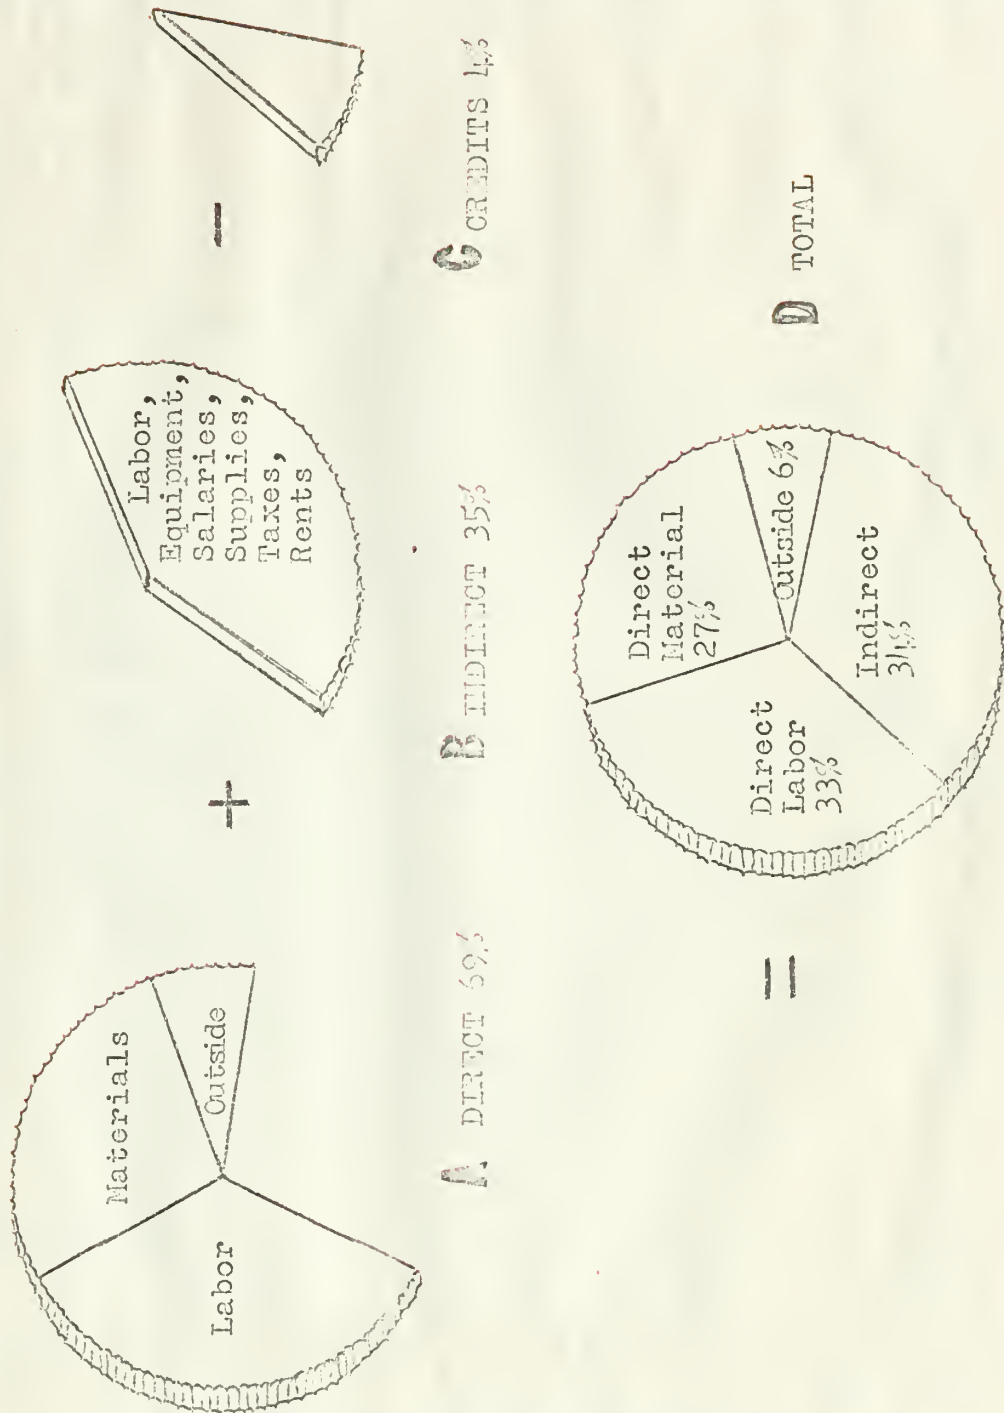 Materials
Outside
Labor
A DIRECT 69%
+
Labor,
Equipment,
Salaries,
Supplies,
Taxes,
Rents
B INDIRECT 35%
-
C CREDITS 4%
=
Direct
Material
27%
Outside 6%
Direct
Labor
33%
Indirect
34%
D TOTAL